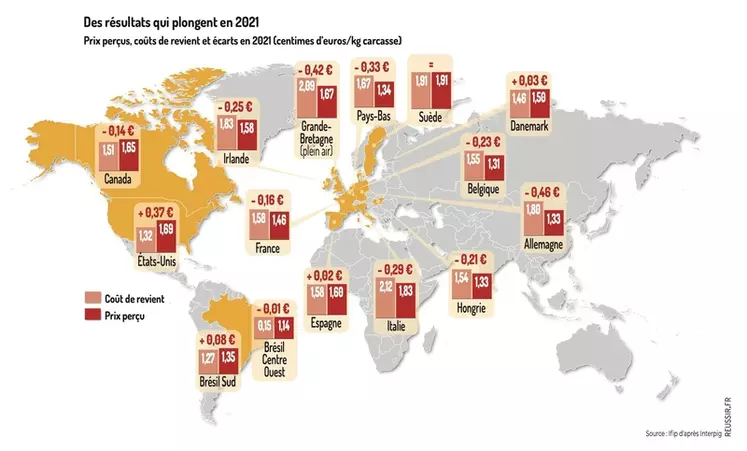 Des résultats qui plongent en 2021
Prix perçus, coûts de revient et écarts en 2021 (centimes d'euros/kg carcasse)
- 0,14 €
1,51 1,65
Canada
+ 0,37 €
1,32 1,69
États-Unis
- 0,25 €
1,83 1,58
Irlande
- 0,42 €
2,09 1,67
Grande-
Bretagne
(plein air)
- 0,33 €
1,67 1,34
Pays-Bas
=
1,91 1,91
Suède
+ 0,03 €
1,46 1,50
Danemark
- 0,23 €
1,55 1,31
Belgique
- 0,46 €
1,80 1,33
Allemagne
- 0,16 €
1,58 1,46
France
+ 0,02 €
1,58 1,60
Espagne
- 0,29 €
2,12 1,83
Italie
- 0,21 €
1,54 1,33
Hongrie
- 0,01 €
0,15 1,14
Brésil
Centre
Ouest
+ 0,08 €
1,27 1,35
Brésil Sud
Coût de revient
Prix perçu
Source : Ifip d'après Interpig
REUSSIR.FR